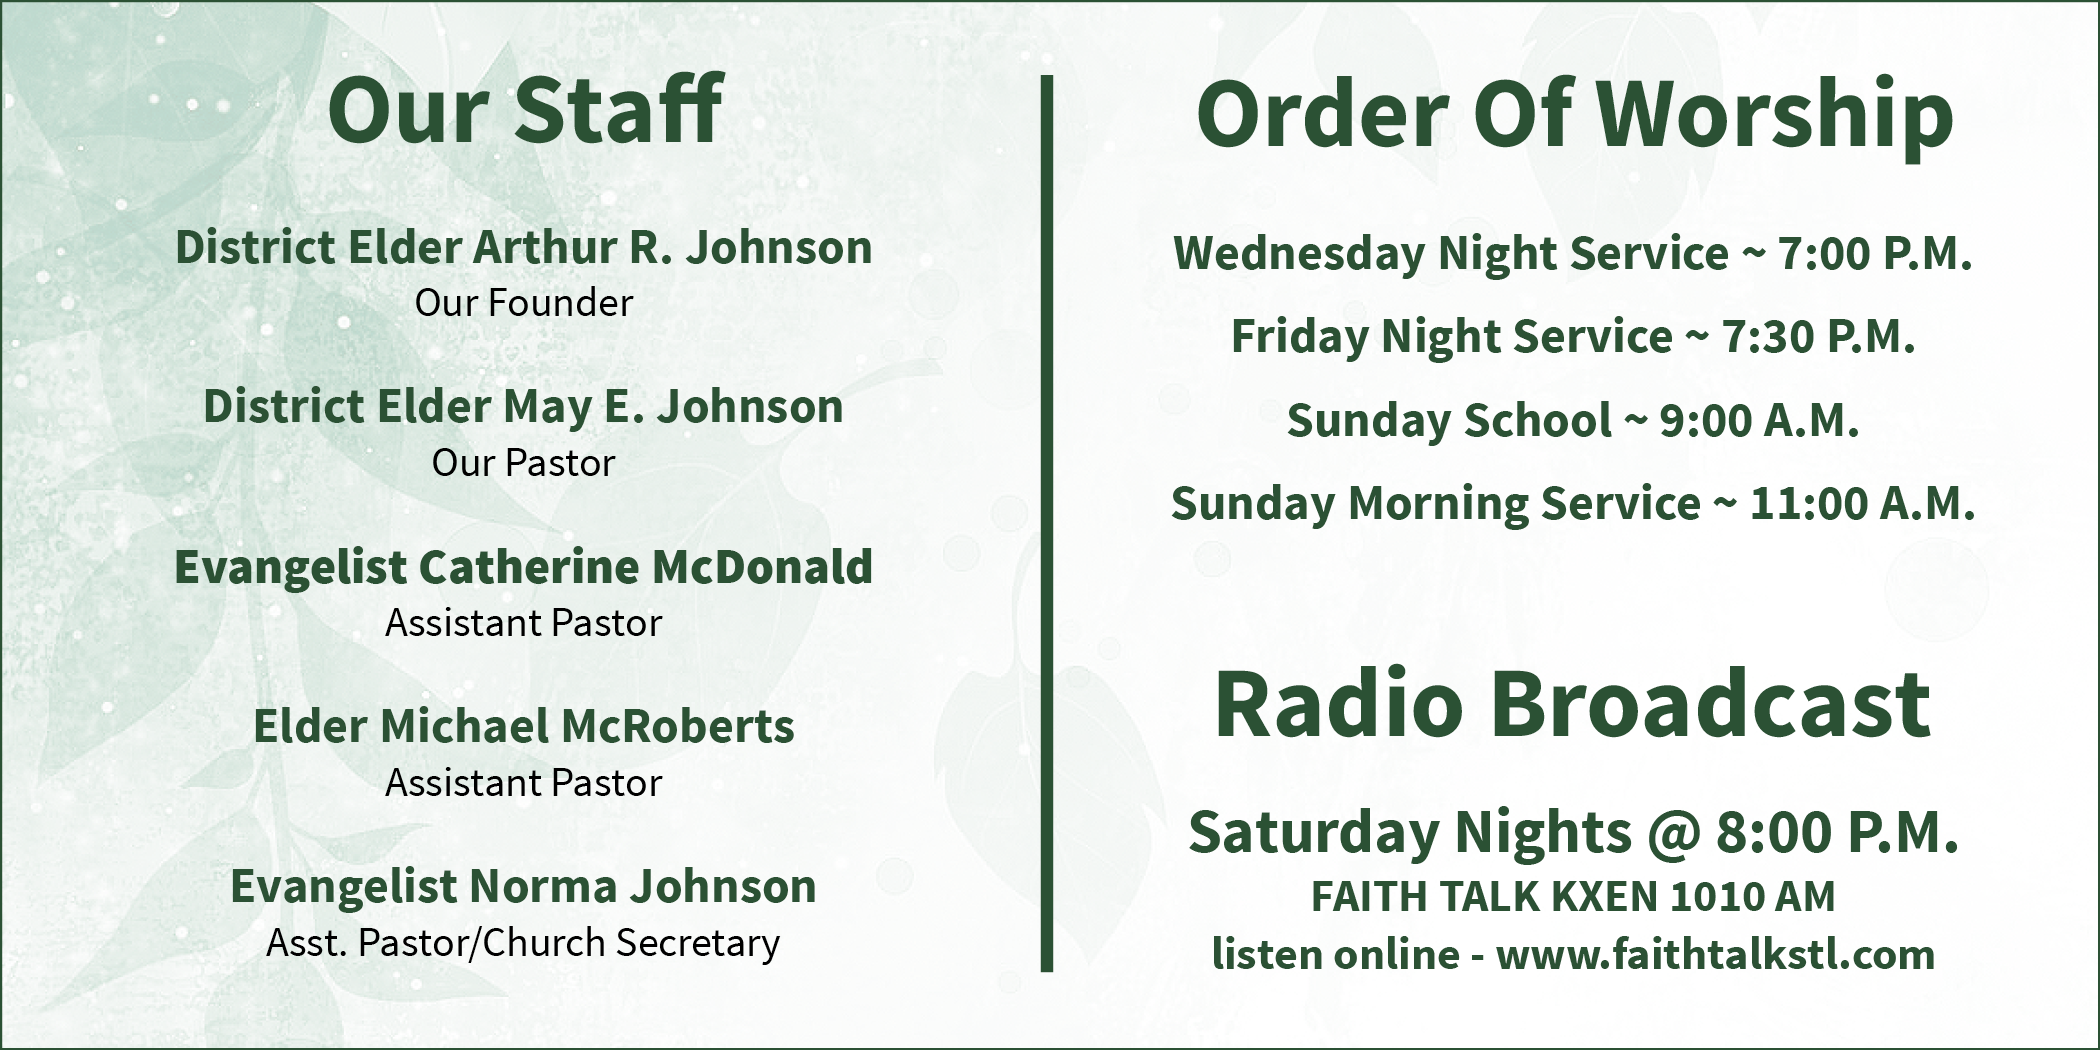 Our Staff
District Elder Arthur R. Johnson
Our Founder
District Elder May E. Johnson
Our Pastor
Evangelist Catherine McDonald
Assistant Pastor
Elder Michael McRoberts
Assistant Pastor
Evangelist Norma Johnson
Asst. Pastor/Church Secretary
Order Of Worship
Wednesday Night Service ~ 7:00 P.M.
Friday Night Service ~ 7:30 P.M.
Sunday School ~ 9:00 A.M.
Sunday Morning Service ~ 11:00 A.M.
Radio Broadcast
Saturday Nights @ 8:00 P.M.
FAITH TALK KXEN 1010 AM
listen online - www.faithtalkstl.com